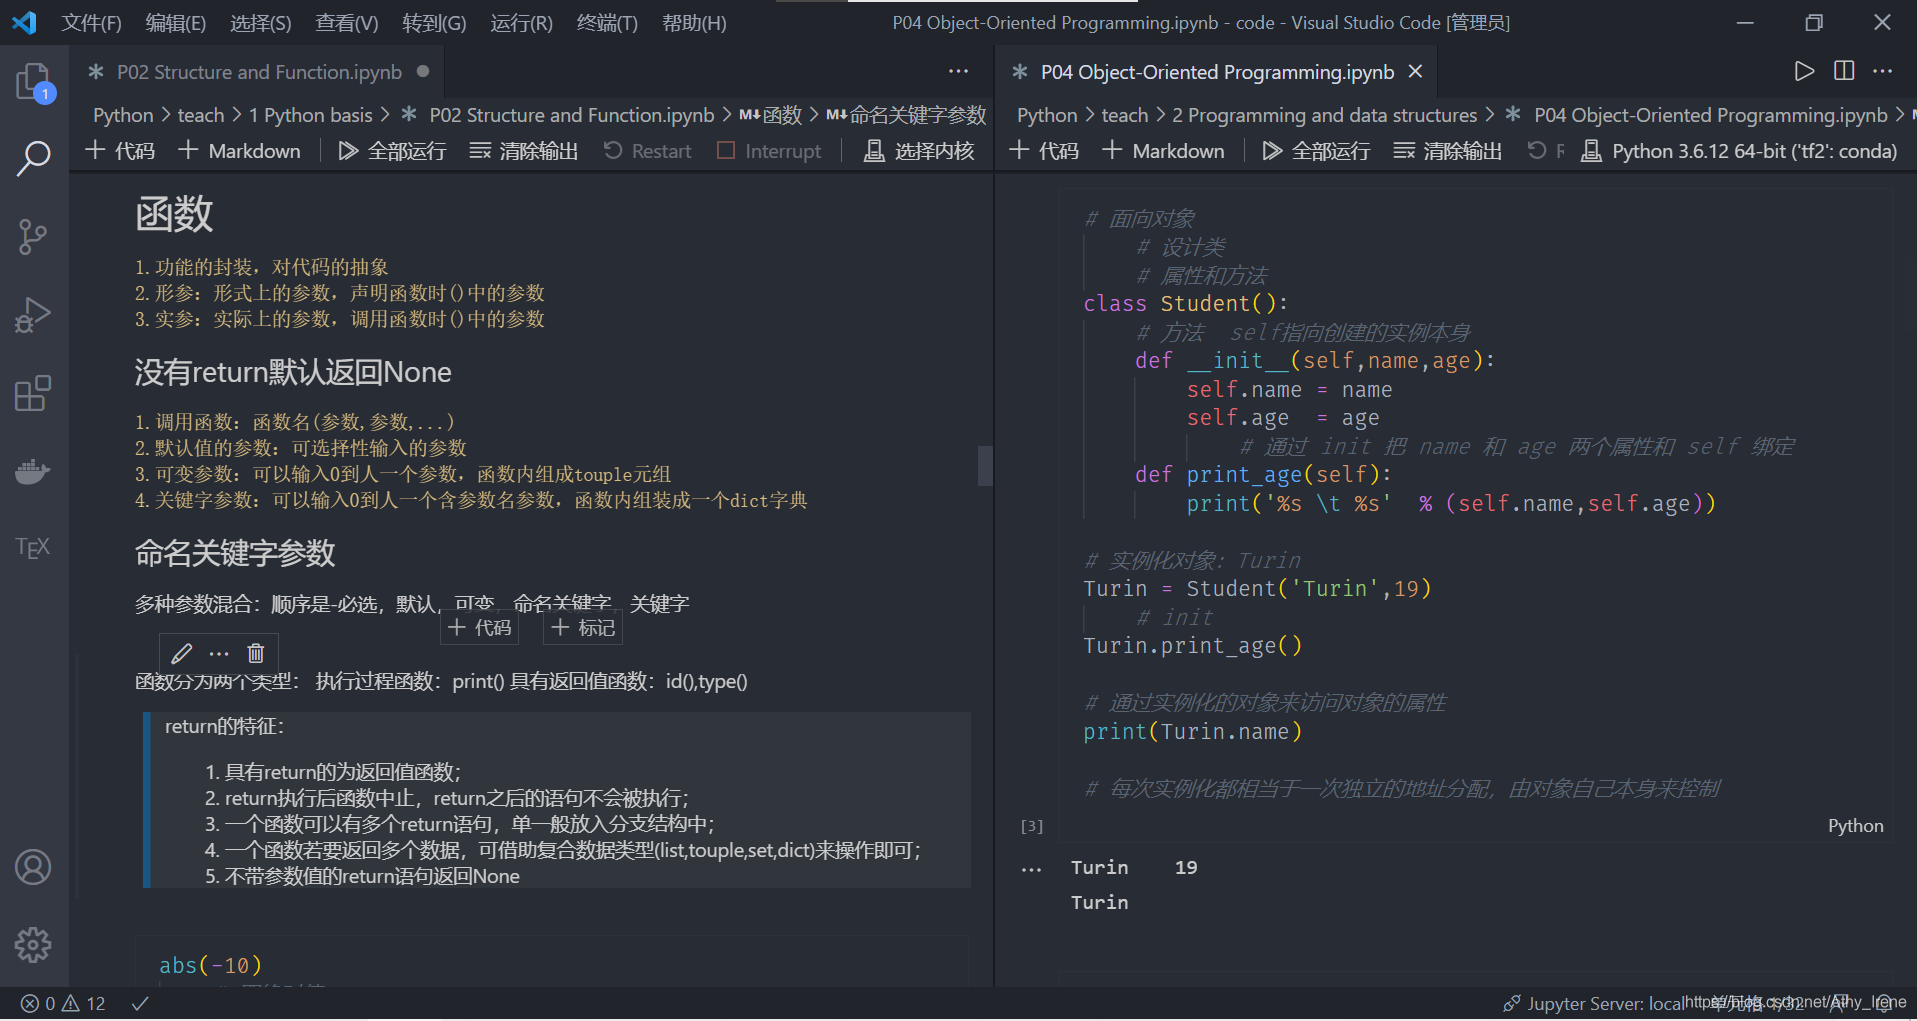 文件(F) 编辑(E) 选择(S) 查看(V) 转到(G) 运行(R) 终端(T) 帮助(H) P04 Object-Oriented Programming.ipynb - code - Visual Studio Code [管理员]
P02 Structure and Function.ipynb
Python > teach > 1 Python basis > P02 Structure and Function.ipynb > M↓函数 > M↓命名关键字参数
+ 代码 + Markdown 全部运行 清除输出 Restart Interrupt 选择内核
1
TEX
函数
1.功能的封装，对代码的抽象
2.形参：形式上的参数，声明函数时()中的参数
3.实参：实际上的参数，调用函数时()中的参数
没有return默认返回None
1.调用函数：函数名(参数,参数,...)
2.默认值的参数：可选择性输入的参数
3.可变参数：可以输入0到人一个参数，函数内组成touple元组
4.关键字参数：可以输入0到人一个含参数名参数，函数内组装成一个dict字典
命名关键字参数
多种参数混合：顺序是-必选，默认，可变，命名关键字，关键字
+ 代码 + 标记
函数分为两个类型： 执行过程函数：print() 具有返回值函数：id(),type()
return的特征：
1. 具有return的为返回值函数；
2. return执行后函数中止，return之后的语句不会被执行；
3. 一个函数可以有多个return语句，单一般放入分支结构中；
4. 一个函数若要返回多个数据，可借助复合数据类型(list,touple,set,dict)来操作即可；
5. 不带参数值的return语句返回None
abs(-10)
P04 Object-Oriented Programming.ipynb
Python > teach > 2 Programming and data structures > P04 Object-Oriented Programming.ipynb >
+ 代码 + Markdown 全部运行 清除输出 Python 3.6.12 64-bit ('tf2': conda)
# 面向对象
# 设计类
# 属性和方法
class Student():
# 方法 self指向创建的实例本身
def __init__(self,name,age):
self.name = name
self.age = age
# 通过 init 把 name 和 age 两个属性和 self 绑定
def print_age(self):
print('%s \t %s' % (self.name,self.age))
# 实例化对象: Turin
Turin = Student('Turin',19)
# init
Turin.print_age()
# 通过实例化的对象来访问对象的属性
print(Turin.name)
# 每次实例化都相当于一次独立的地址分配，由对象自己本身来控制
[3] Python
Turin 19
Turin
0 12 Jupyter Server: local
https://blog.csdn.net/Aihy_Irene